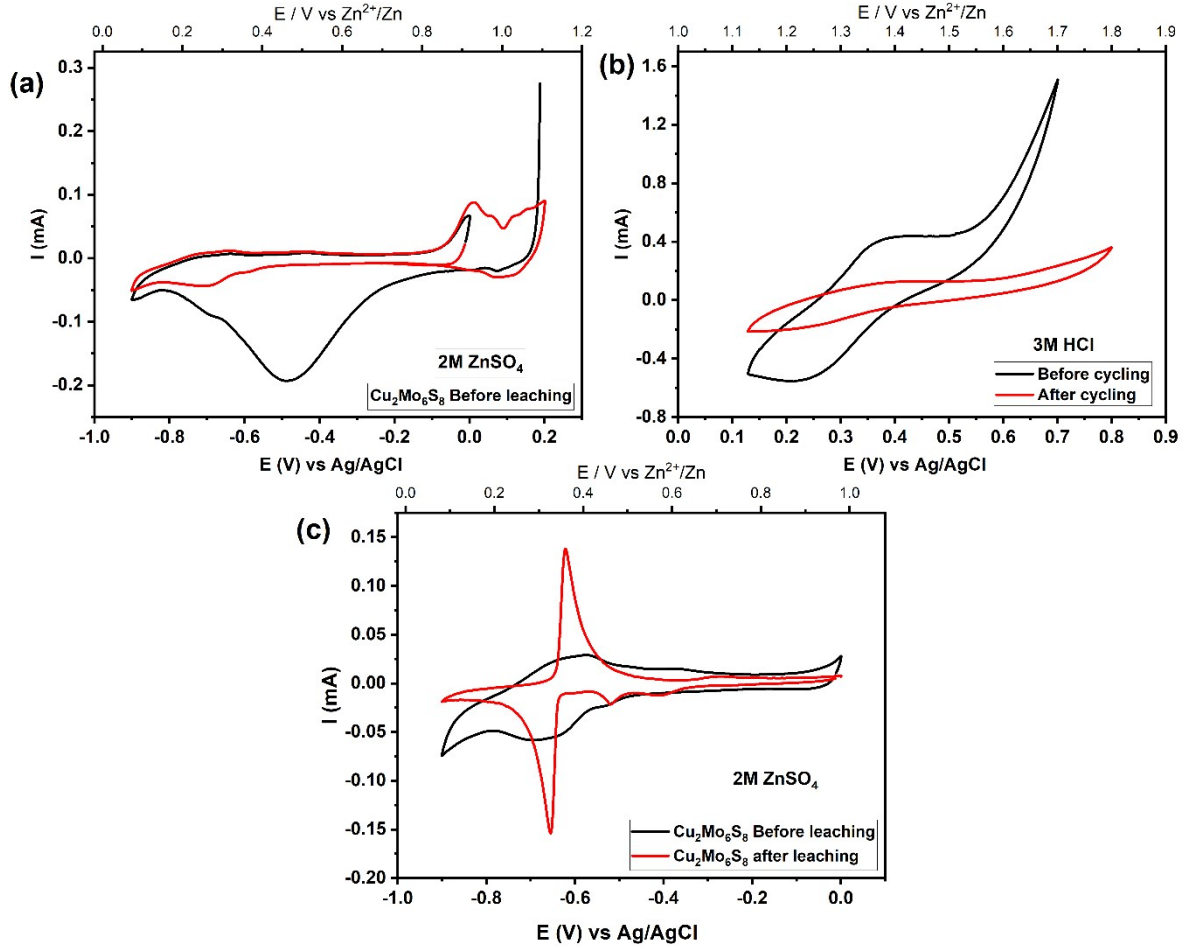 E / V vs Zn²⁺/Zn
0.0 0.2 0.4 0.6 0.8 1.0 1.2
(a)
I (mA)
0.3
0.2
0.1
0.0
-0.1
-0.2
2M ZnSO₄
Cu₂Mo₆S₈ Before leaching
-1.0 -0.8 -0.6 -0.4 -0.2 0.0 0.2
E (V) vs Ag/AgCl
E / V vs Zn²⁺/Zn
1.0 1.1 1.2 1.3 1.4 1.5 1.6 1.7 1.8 1.9
(b)
I (mA)
1.6
1.2
0.8
0.4
0.0
-0.4
-0.8
3M HCl
Before cycling
After cycling
0.0 0.1 0.2 0.3 0.4 0.5 0.6 0.7 0.8 0.9
E (V) vs Ag/AgCl
E / V vs Zn²⁺/Zn
0.0 0.2 0.4 0.6 0.8 1.0
(c)
I (mA)
0.15
0.10
0.05
0.00
-0.05
-0.10
-0.15
-0.20
2M ZnSO₄
Cu₂Mo₆S₈ Before leaching
Cu₂Mo₆S₈ after leaching
-1.0 -0.8 -0.6 -0.4 -0.2 0.0
E (V) vs Ag/AgCl